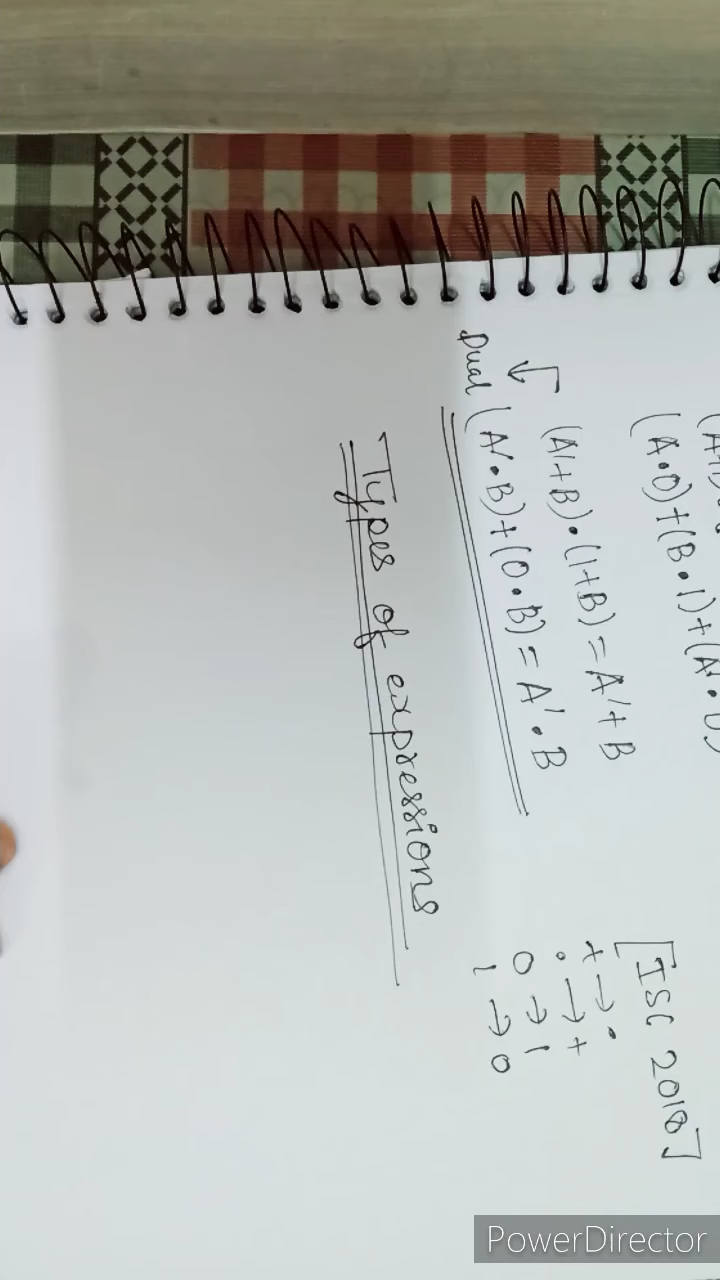 (A.0)+(B.1)+(A'.
[ISC 2018]
(A'+B).(1+B)=A'+B
+ → .
. → +
Dual (A'.B)+(0.B)=A'.B
0 → 1
1 → 0
Types of expressions
PowerDirector